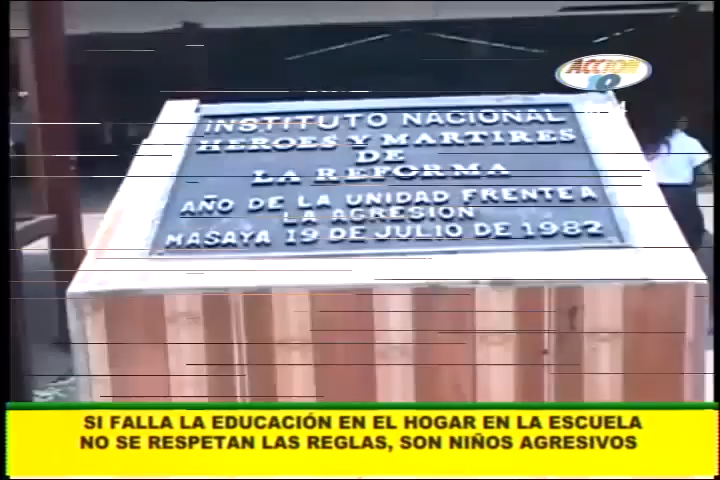 ACCION
INSTITUTO NACIONAL
HEROES Y MARTIRES
DE
LA REFORMA
AÑO DE LA UNIDAD FRENTE A
LA AGRESION
MASAYA 19 DE JULIO DE 1982
SI FALLA LA EDUCACIÓN EN EL HOGAR EN LA ESCUELA
NO SE RESPETAN LAS REGLAS, SON NIÑOS AGRESIVOS